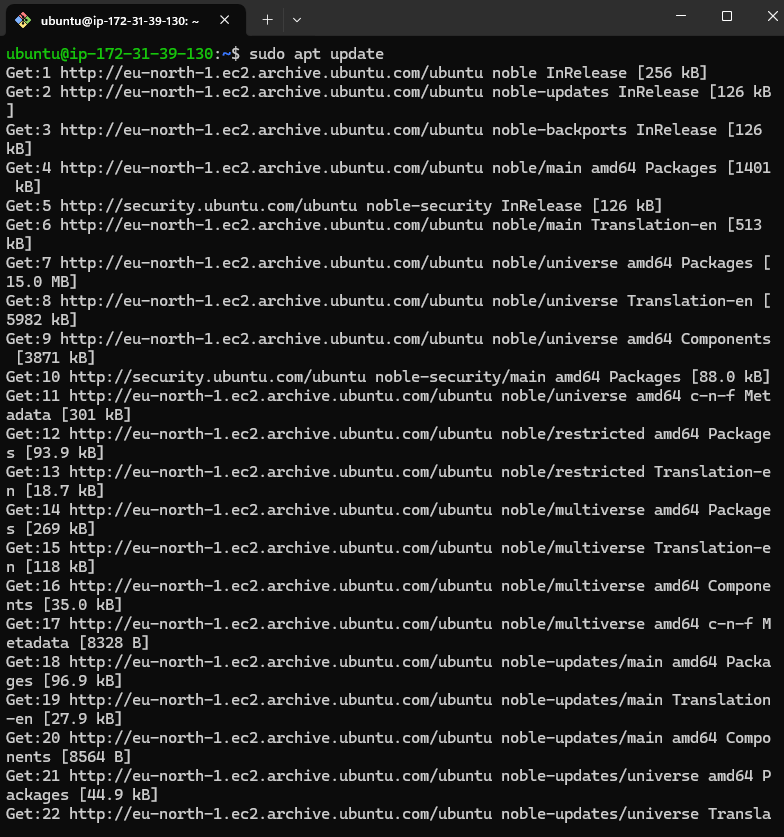 ubuntu@ip-172-31-39-130: ~
ubuntu@ip-172-31-39-130:~$ sudo apt update
Get:1 http://eu-north-1.ec2.archive.ubuntu.com/ubuntu noble InRelease [256 kB]
Get:2 http://eu-north-1.ec2.archive.ubuntu.com/ubuntu noble-updates InRelease [126 kB
]
Get:3 http://eu-north-1.ec2.archive.ubuntu.com/ubuntu noble-backports InRelease [126
kB]
Get:4 http://eu-north-1.ec2.archive.ubuntu.com/ubuntu noble/main amd64 Packages [1401
 kB]
Get:5 http://security.ubuntu.com/ubuntu noble-security InRelease [126 kB]
Get:6 http://eu-north-1.ec2.archive.ubuntu.com/ubuntu noble/main Translation-en [513
kB]
Get:7 http://eu-north-1.ec2.archive.ubuntu.com/ubuntu noble/universe amd64 Packages [
15.0 MB]
Get:8 http://eu-north-1.ec2.archive.ubuntu.com/ubuntu noble/universe Translation-en [
5982 kB]
Get:9 http://eu-north-1.ec2.archive.ubuntu.com/ubuntu noble/universe amd64 Components
 [3871 kB]
Get:10 http://security.ubuntu.com/ubuntu noble-security/main amd64 Packages [88.0 kB]
Get:11 http://eu-north-1.ec2.archive.ubuntu.com/ubuntu noble/universe amd64 c-n-f Met
adata [301 kB]
Get:12 http://eu-north-1.ec2.archive.ubuntu.com/ubuntu noble/restricted amd64 Package
s [93.9 kB]
Get:13 http://eu-north-1.ec2.archive.ubuntu.com/ubuntu noble/restricted Translation-e
n [18.7 kB]
Get:14 http://eu-north-1.ec2.archive.ubuntu.com/ubuntu noble/multiverse amd64 Package
s [269 kB]
Get:15 http://eu-north-1.ec2.archive.ubuntu.com/ubuntu noble/multiverse Translation-e
n [118 kB]
Get:16 http://eu-north-1.ec2.archive.ubuntu.com/ubuntu noble/multiverse amd64 Compone
nts [35.0 kB]
Get:17 http://eu-north-1.ec2.archive.ubuntu.com/ubuntu noble/multiverse amd64 c-n-f M
etadata [8328 B]
Get:18 http://eu-north-1.ec2.archive.ubuntu.com/ubuntu noble-updates/main amd64 Packa
ges [96.9 kB]
Get:19 http://eu-north-1.ec2.archive.ubuntu.com/ubuntu noble-updates/main Translation
-en [27.9 kB]
Get:20 http://eu-north-1.ec2.archive.ubuntu.com/ubuntu noble-updates/main amd64 Compo
nents [8564 B]
Get:21 http://eu-north-1.ec2.archive.ubuntu.com/ubuntu noble-updates/universe amd64 P
ackages [44.9 kB]
Get:22 http://eu-north-1.ec2.archive.ubuntu.com/ubuntu noble-updates/universe Transla